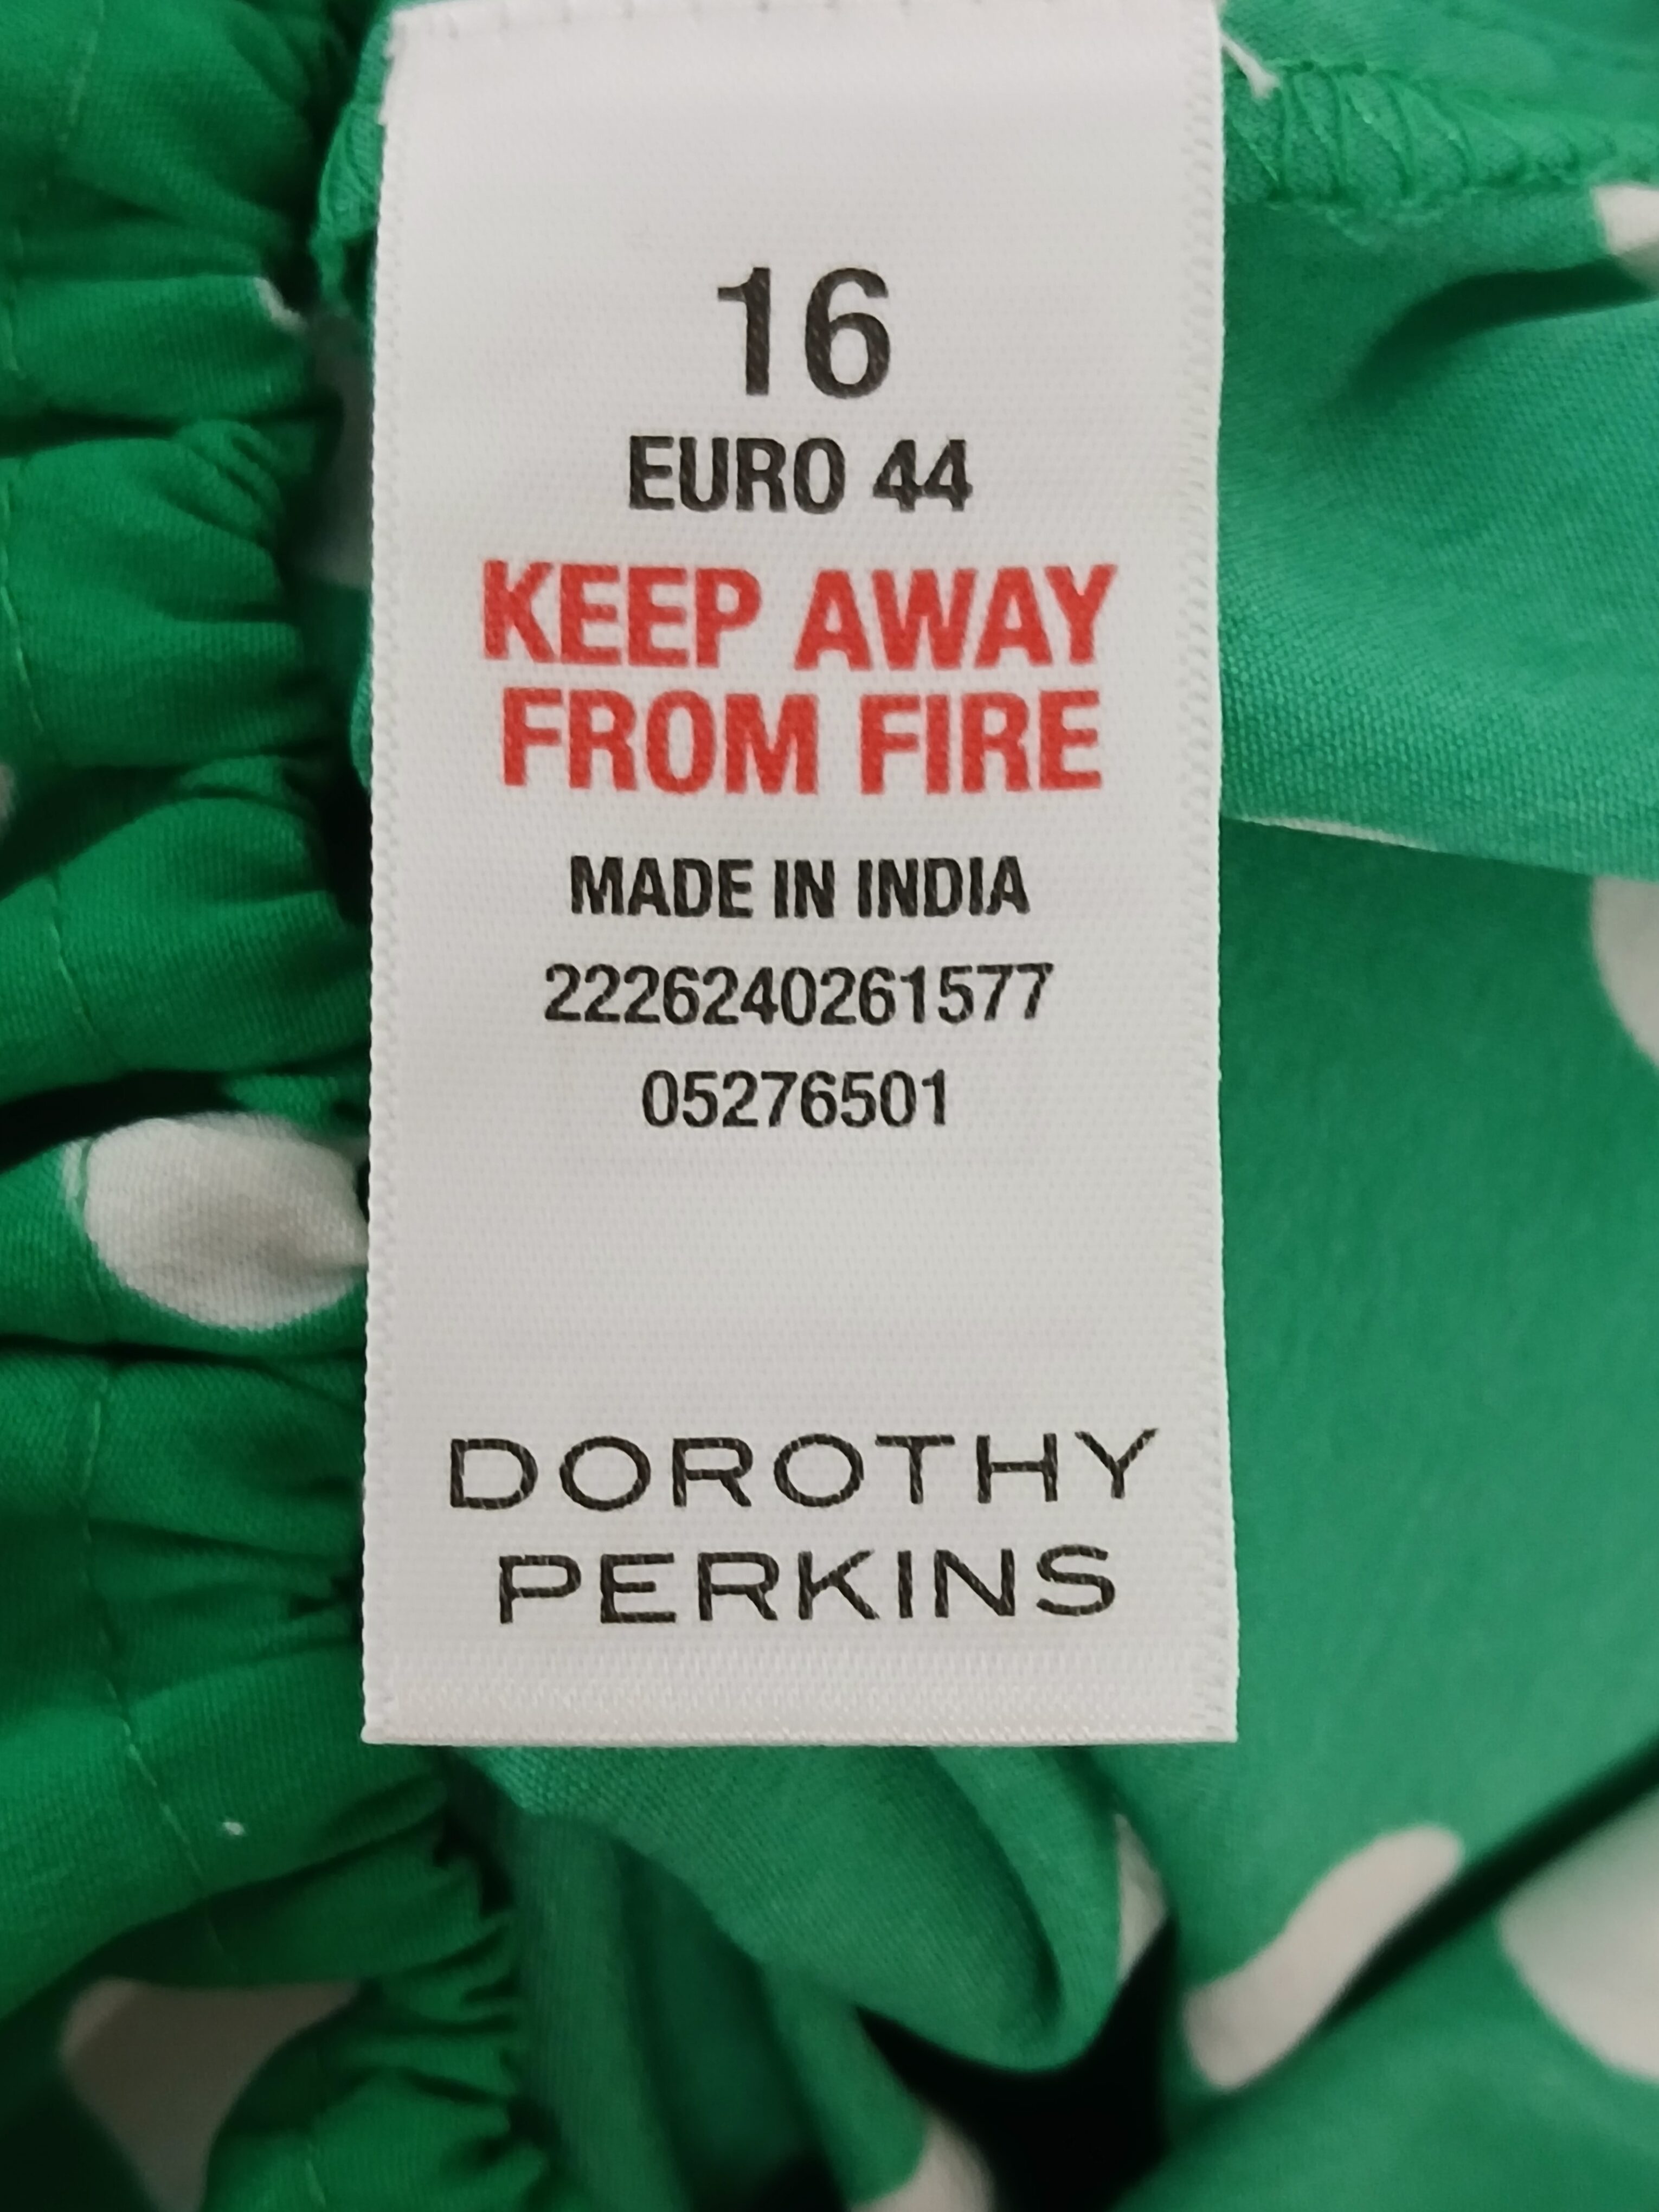 16
EURO 44
KEEP AWAY
FROM FIRE
MADE IN INDIA
2226240261577
05276501
DOROTHY
PERKINS